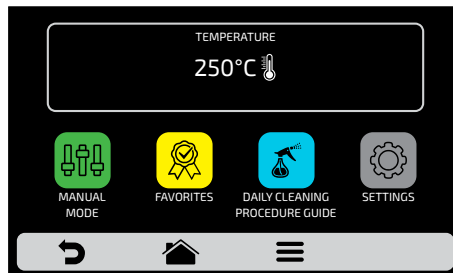 TEMPERATURE
250°C
MANUAL
MODE
FAVORITES
DAILY CLEANING
PROCEDURE GUIDE
SETTINGS